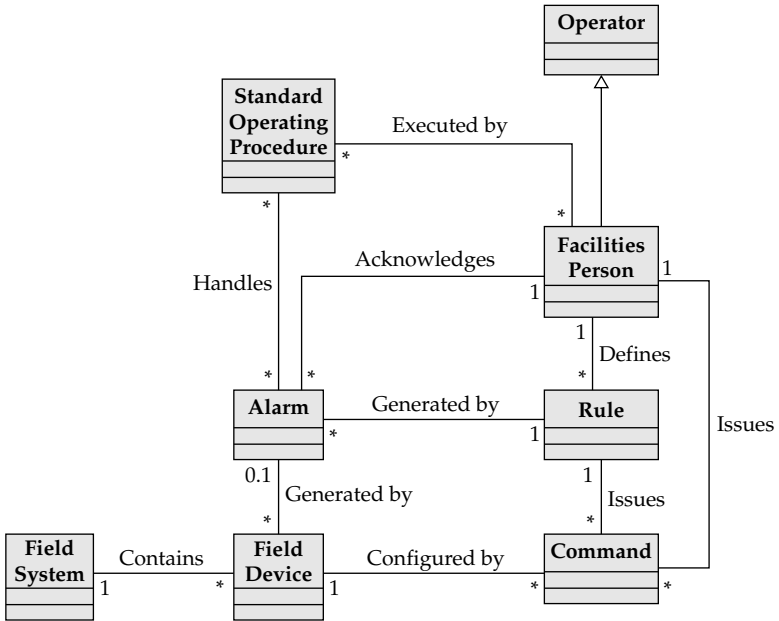 Operator
Standard
Operating
Procedure
Executed by
*
*
*
Facilities
Person
1
Acknowledges
1
Handles
1
Defines
*
*
*
Alarm
Generated by
Rule
*
1
Issues
0.1
1
Generated by
Issues
*
*
Field
System
Contains
Field
Device
Configured by
Command
1
*
1
*
*